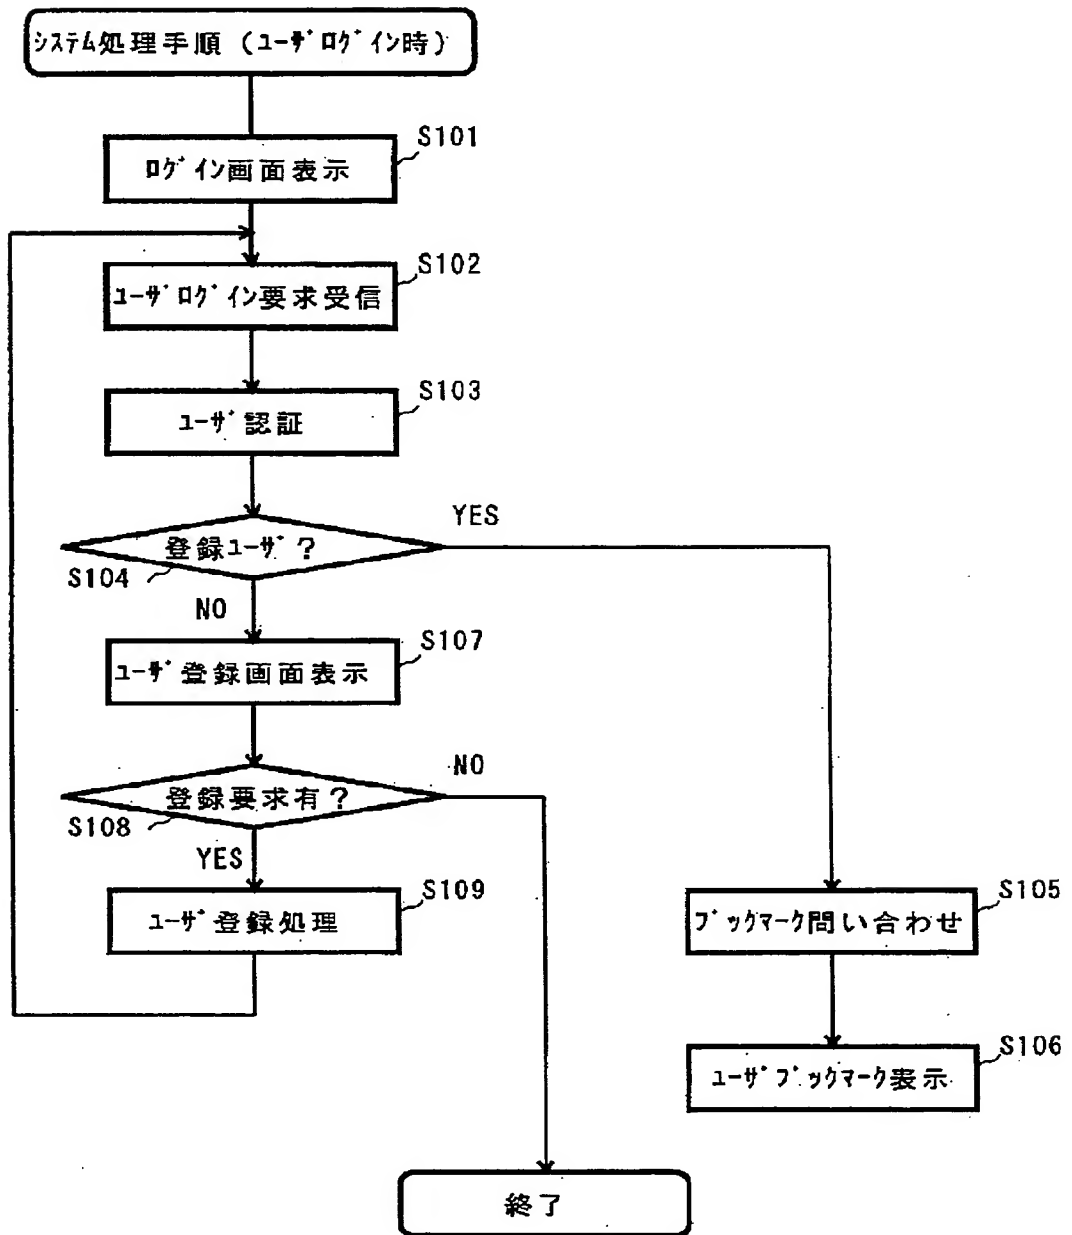 システム処理手順(ユーザログイン時)
S101
ログイン画面表示
S102
ユーザログイン要求受信
S103
ユーザ認証
YES
登録ユーザ?
S104
NO
S107
ユーザ登録画面表示
NO
登録要求有?
S108
YES
S109
ユーザ登録処理
S105
ブックマーク問い合わせ
S106
ユーザブックマーク表示
終了